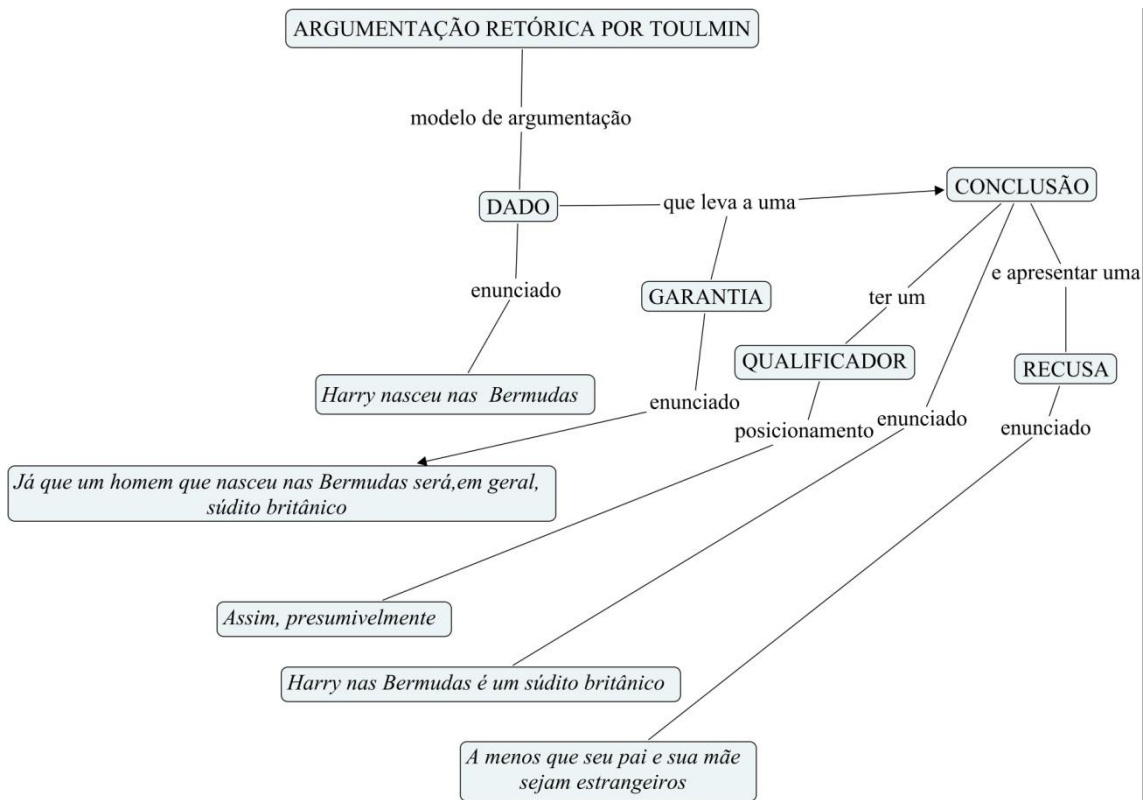 ARGUMENTAÇÃO RETÓRICA POR TOULMIN
modelo de argumentação
DADO
que leva a uma
CONCLUSÃO
enunciado
GARANTIA
ter um
e apresentar uma
QUALIFICADOR
RECUSA
Harry nasceu nas Bermudas
enunciado
posicionamento
enunciado
enunciado
Já que um homem que nasceu nas Bermudas será,em geral,
súdito britânico
Assim, presumivelmente
Harry nas Bermudas é um súdito britânico
A menos que seu pai e sua mãe
sejam estrangeiros